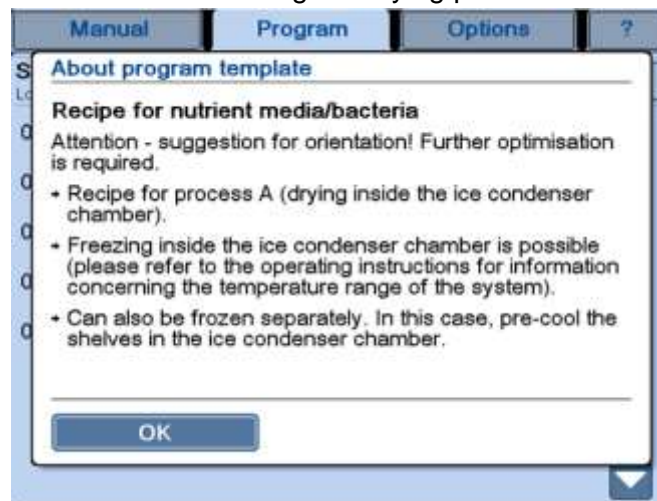 Manual Program Options ?
About program template
Recipe for nutrient media/bacteria
Attention - suggestion for orientation! Further optimisation
is required.
+ Recipe for process A (drying inside the ice condenser
chamber).
+ Freezing inside the ice condenser chamber is possible
(please refer to the operating instructions for information
concerning the temperature range of the system).
+ Can also be frozen separately. In this case, pre-cool the
shelves in the ice condenser chamber.
OK